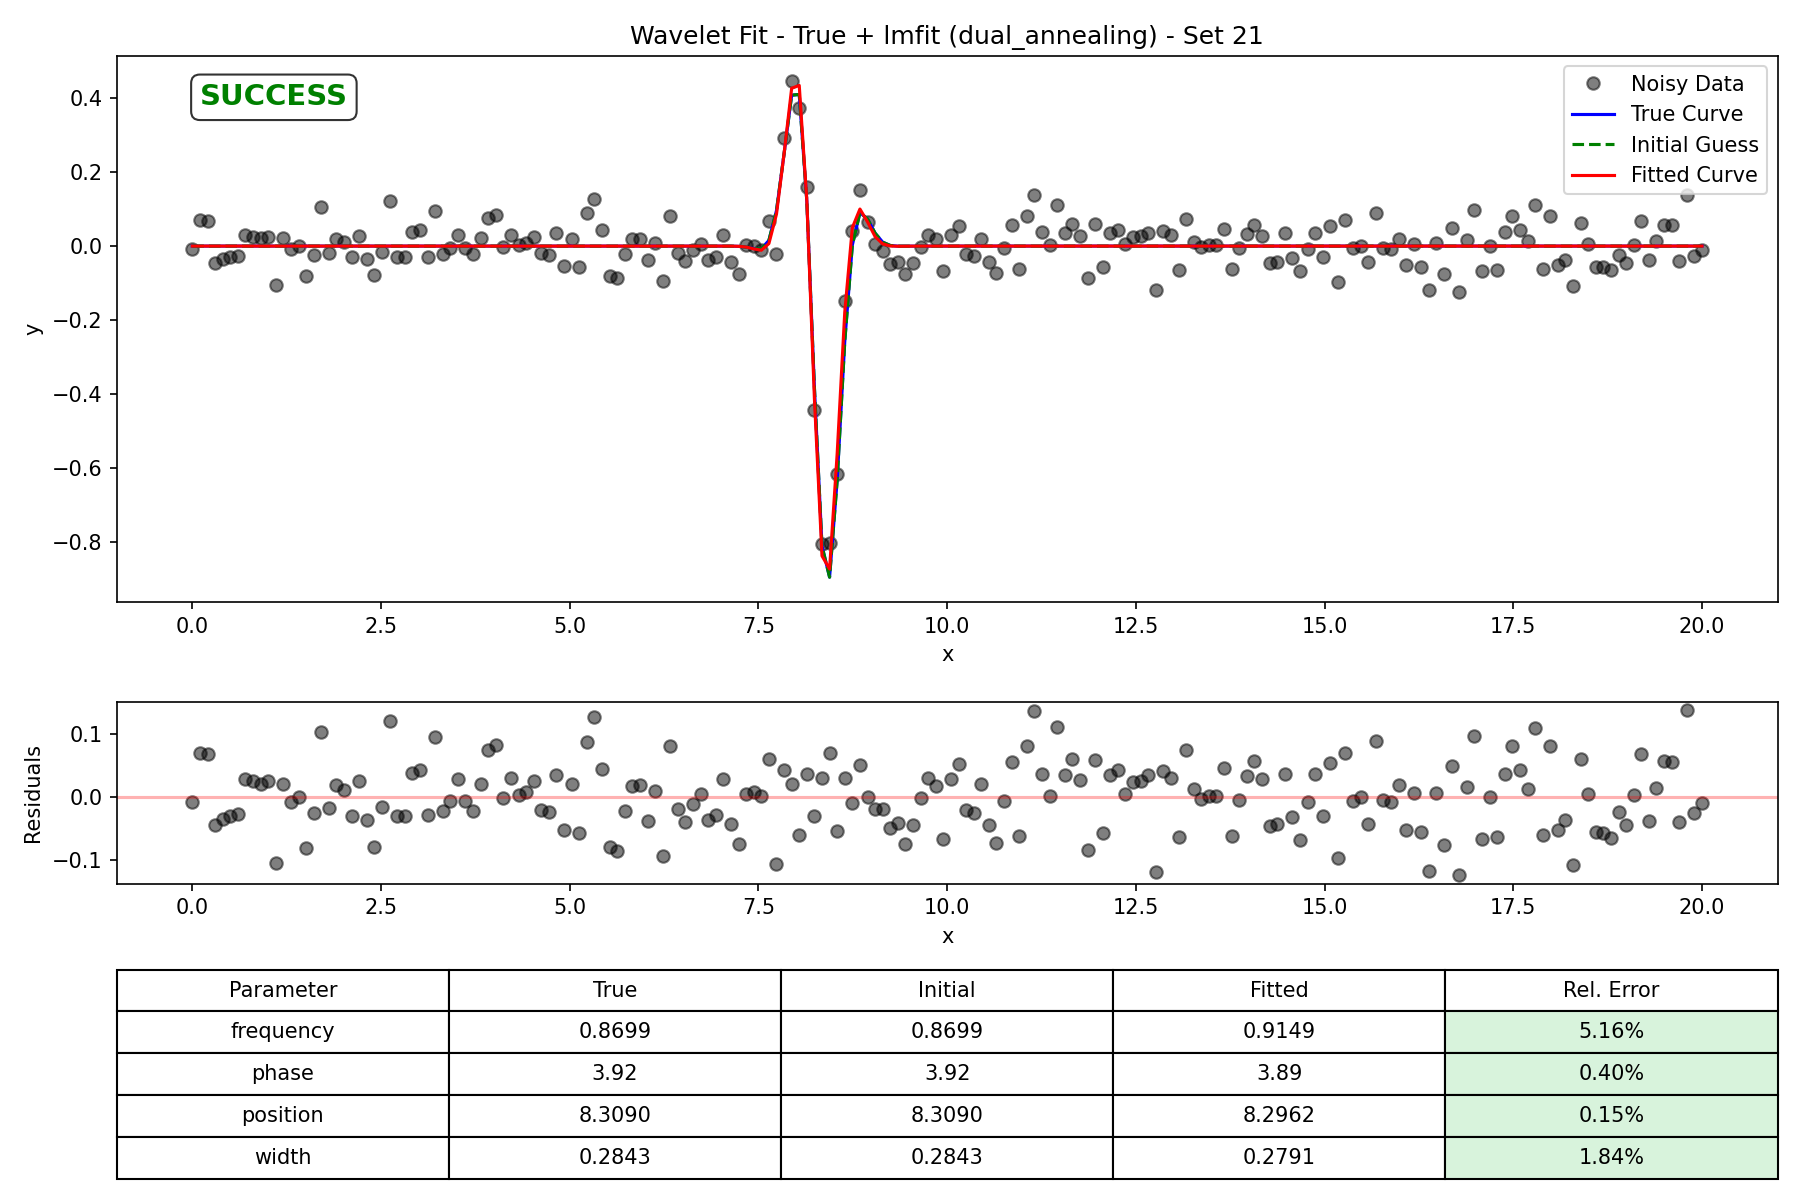 Wavelet Fit - True + lmfit (dual_annealing) - Set 21
SUCCESS
Noisy Data
True Curve
Initial Guess
Fitted Curve
y
0.4
0.2
0.0
−0.2
−0.4
−0.6
−0.8
0.0 2.5 5.0 7.5 10.0 12.5 15.0 17.5 20.0
x
Residuals
0.1
0.0
−0.1
0.0 2.5 5.0 7.5 10.0 12.5 15.0 17.5 20.0
x
Parameter True Initial Fitted Rel. Error
frequency 0.8699 0.8699 0.9149 5.16%
phase 3.92 3.92 3.89 0.40%
position 8.3090 8.3090 8.2962 0.15%
width 0.2843 0.2843 0.2791 1.84%